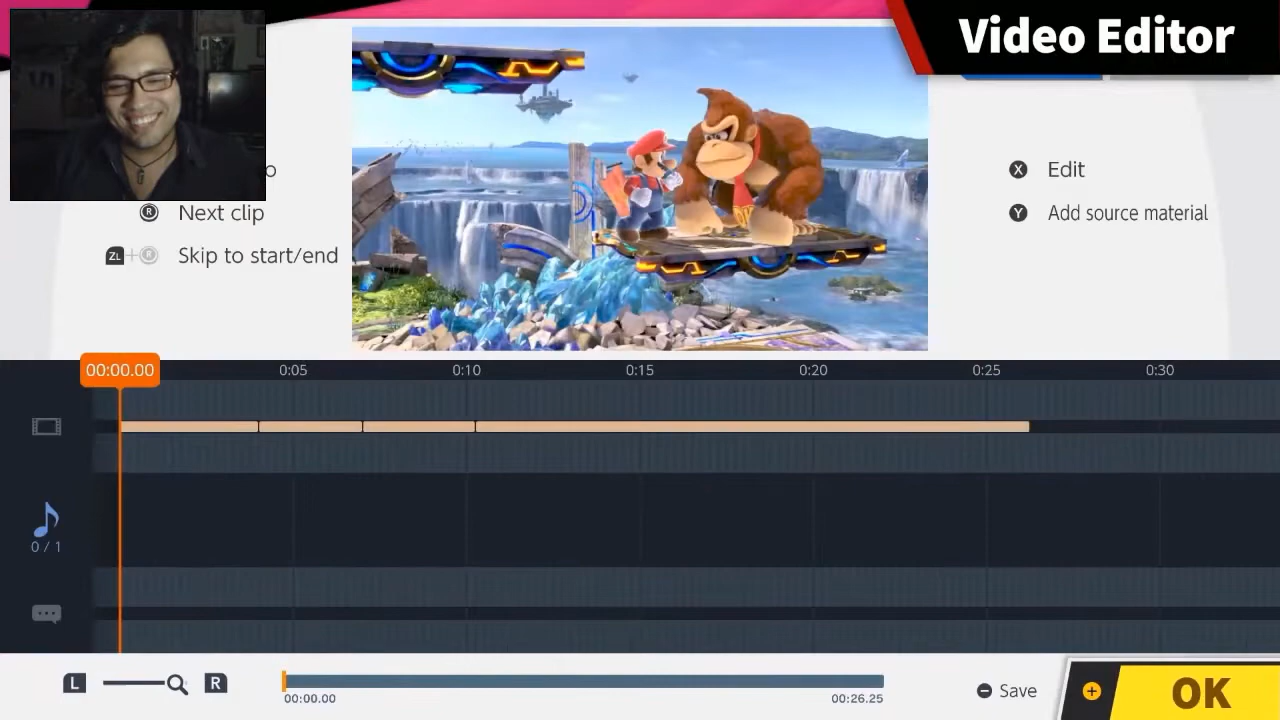 Video Editor
o
R Next clip
ZL + R Skip to start/end
X Edit
Y Add source material
00:00.00 0:05 0:10 0:15 0:20 0:25 0:30
0 / 1
L R
00:00.00 00:26.25
Save
OK